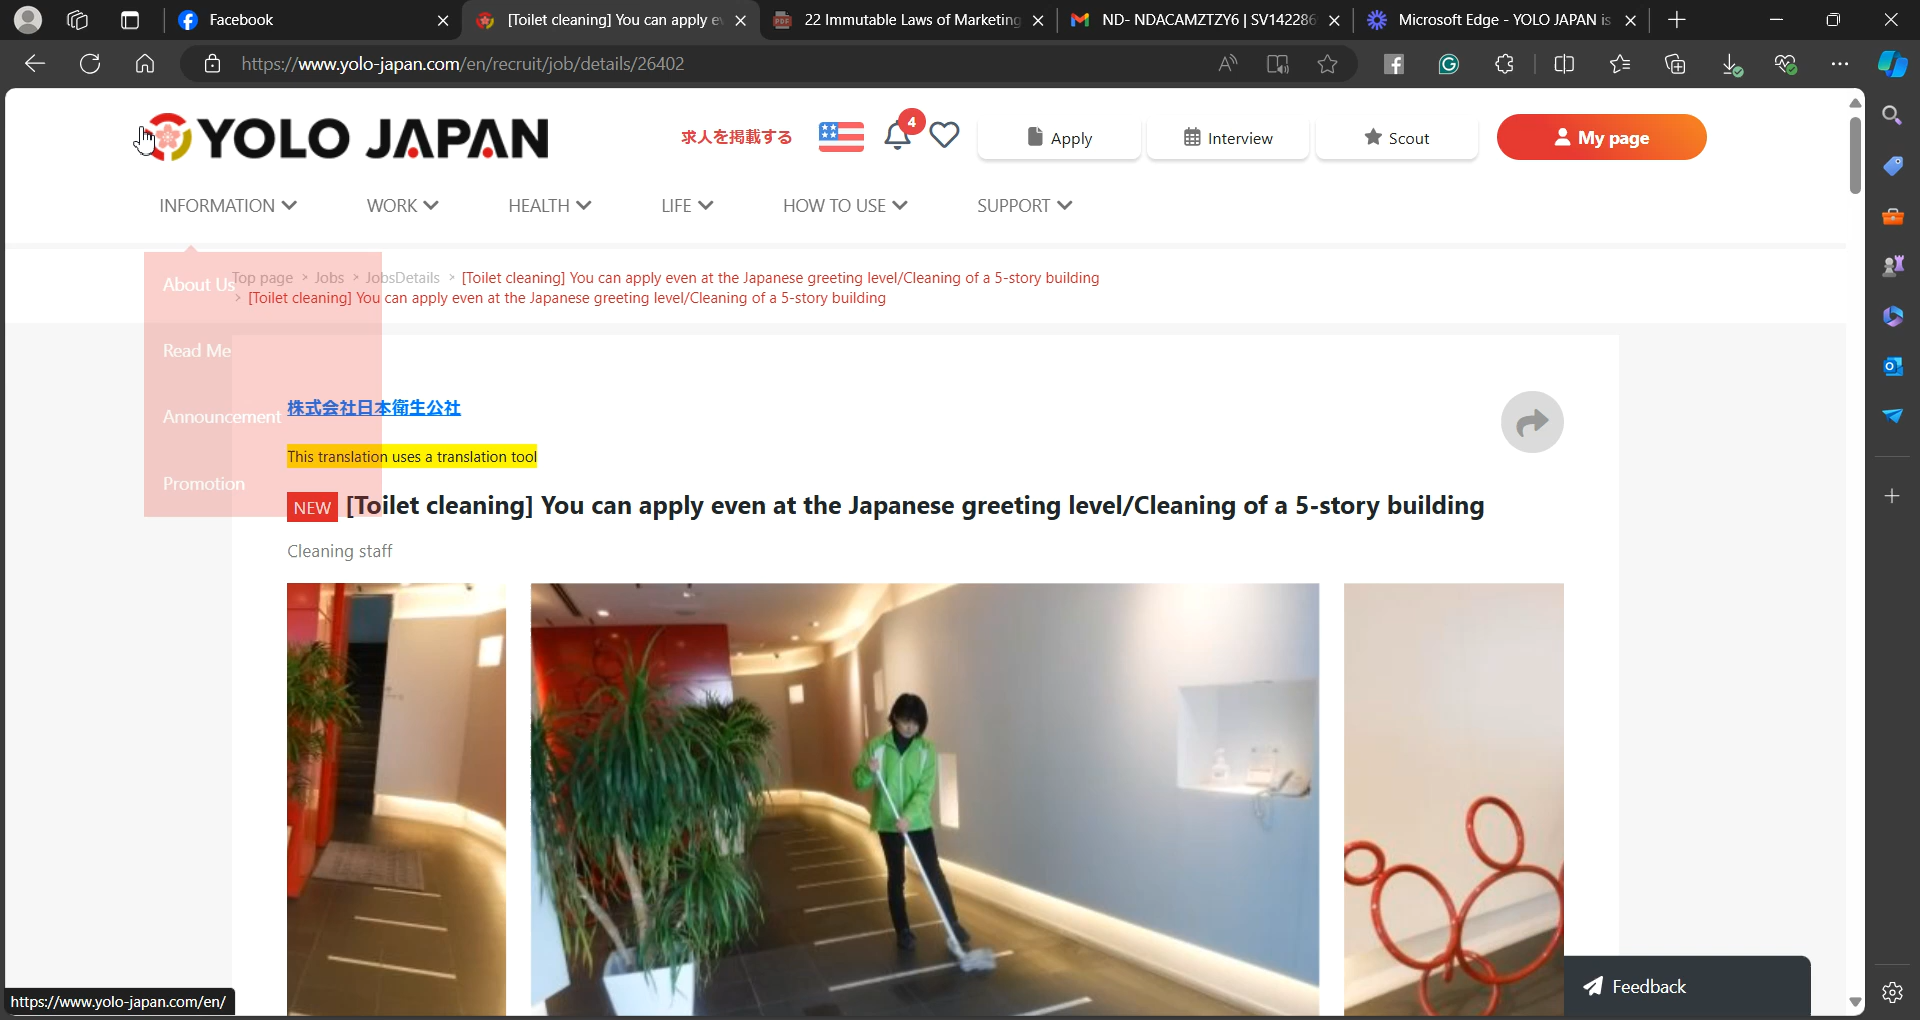 Facebook
[Toilet cleaning] You can apply e
22 Immutable Laws of Marketing
ND- NDACAMZTZY6 | SV142286
Microsoft Edge - YOLO JAPAN is
https://www.yolo-japan.com/en/recruit/job/details/26402
YOLO JAPAN
求人を掲載する
4
Apply
Interview
Scout
My page
INFORMATION
WORK
HEALTH
LIFE
HOW TO USE
SUPPORT
About Us
Read Me
Announcement
Promotion
Top page > Jobs > JobsDetails > [Toilet cleaning] You can apply even at the Japanese greeting level/Cleaning of a 5-story building
> [Toilet cleaning] You can apply even at the Japanese greeting level/Cleaning of a 5-story building
株式会社日本衛生公社
This translation uses a translation tool
NEW [Toilet cleaning] You can apply even at the Japanese greeting level/Cleaning of a 5-story building
Cleaning staff
Feedback
https://www.yolo-japan.com/en/